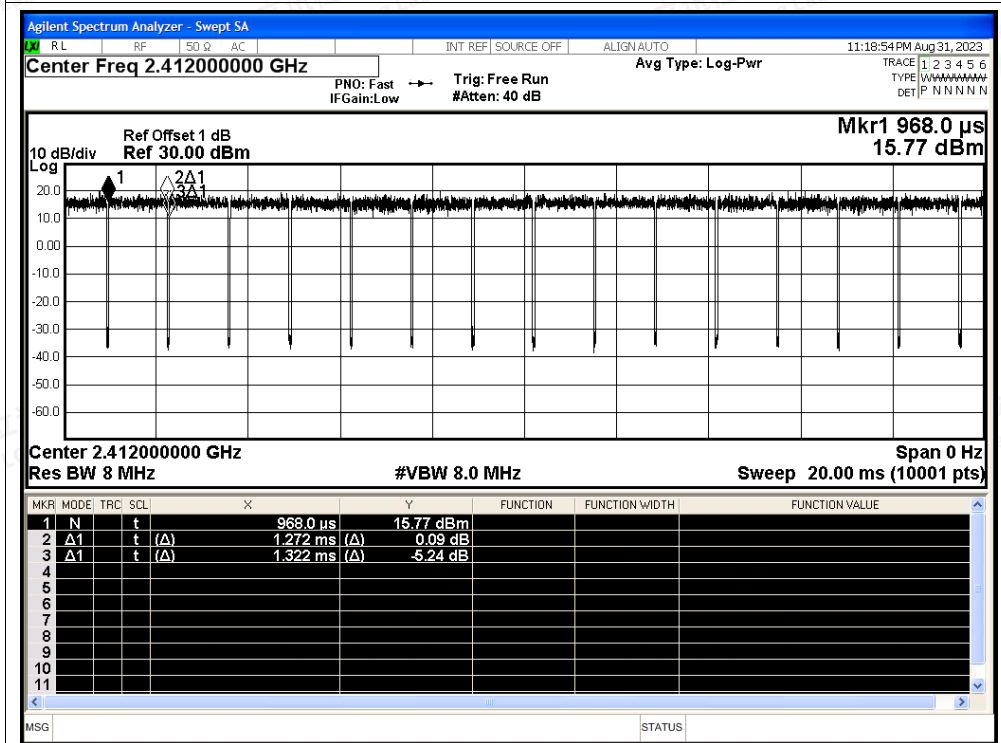 Agilent Spectrum Analyzer - Swept SA
LXI RL RF 50 Ω AC INT REF SOURCE OFF ALIGN AUTO 11:18:54 PM Aug 31, 2023
Center Freq 2.412000000 GHz Avg Type: Log-Pwr TRACE 1 2 3 4 5 6
PNO: Fast Trig: Free Run TYPE
IFGain:Low #Atten: 40 dB DET P N N N N N
Mkr1 968.0 µs
Ref Offset 1 dB
10 dB/div Ref 30.00 dBm 15.77 dBm
Log
1 2Δ1
3Δ1
20.0
10.0
0.00
-10.0
-20.0
-30.0
-40.0
-50.0
-60.0
Center 2.412000000 GHz Span 0 Hz
Res BW 8 MHz #VBW 8.0 MHz Sweep 20.00 ms (10001 pts)
MKR MODE TRC SCL X Y FUNCTION FUNCTION WIDTH FUNCTION VALUE
1 N t 968.0 µs 15.77 dBm
2 Δ1 t (Δ) 1.272 ms (Δ) 0.09 dB
3 Δ1 t (Δ) 1.322 ms (Δ) -5.24 dB
4
5
6
7
8
9
10
11
MSG STATUS